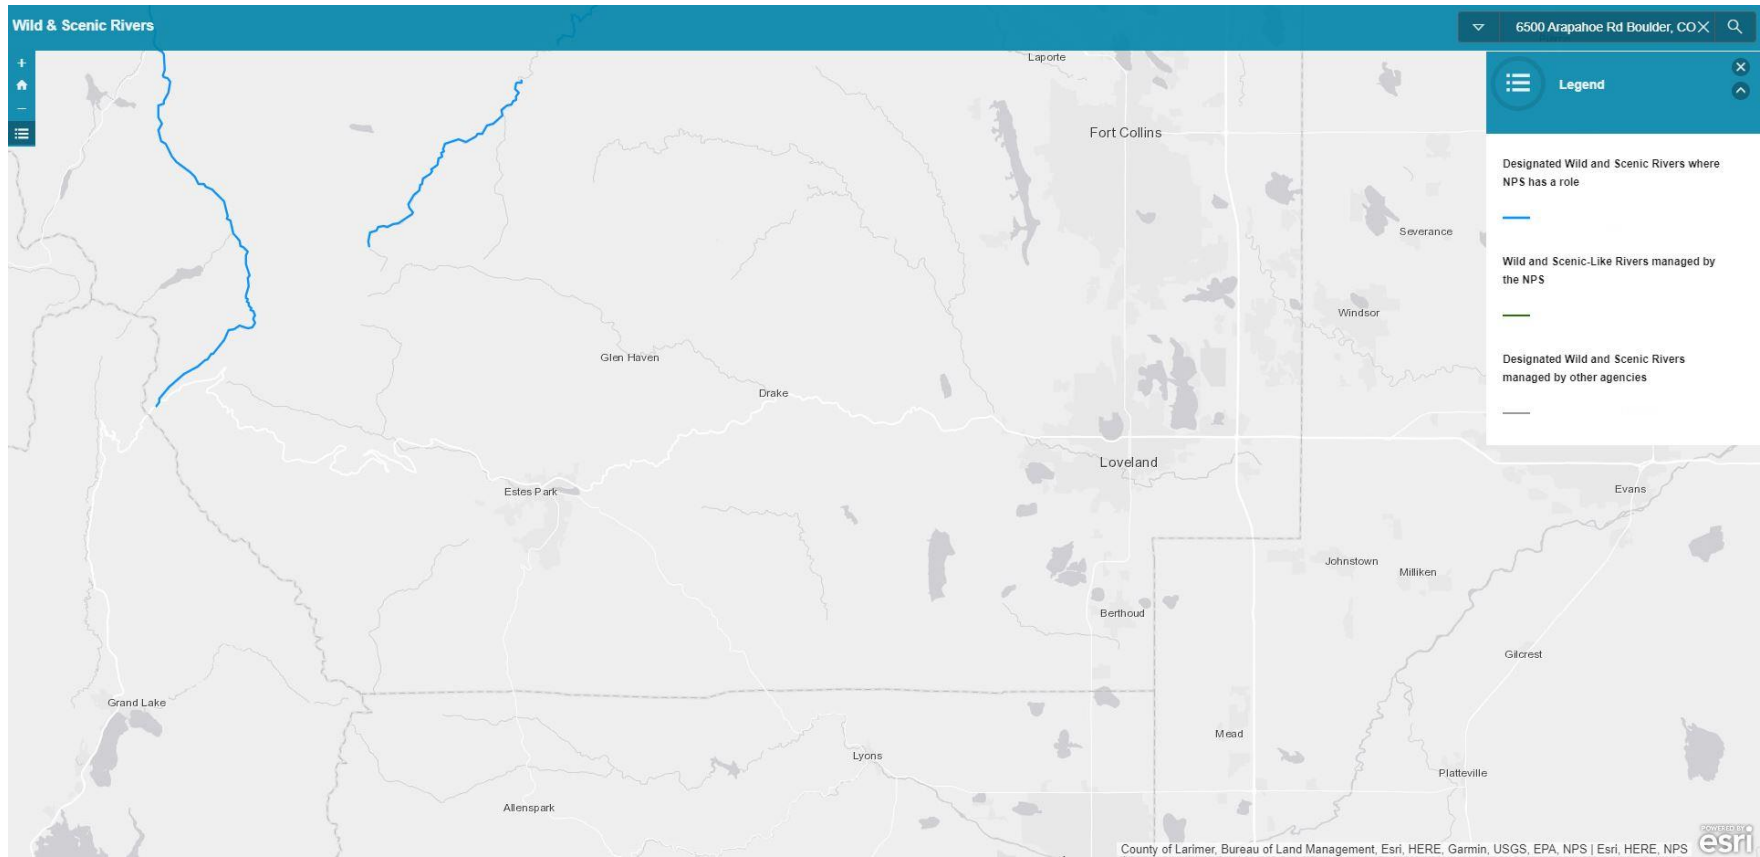 Wild & Scenic Rivers
6500 Arapahoe Rd Boulder, CO
Legend
Designated Wild and Scenic Rivers where
NPS has a role
Wild and Scenic-Like Rivers managed by
the NPS
Designated Wild and Scenic Rivers
managed by other agencies
Laporte
Fort Collins
Severance
Windsor
Glen Haven
Drake
Loveland
Estes Park
Evans
Johnstown
Milliken
Berthoud
Gilcrest
Grand Lake
Mead
Lyons
Platteville
Allenspark
County of Larimer, Bureau of Land Management, Esri, HERE, Garmin, USGS, EPA, NPS | Esri, HERE, NPS
POWERED BY
esri